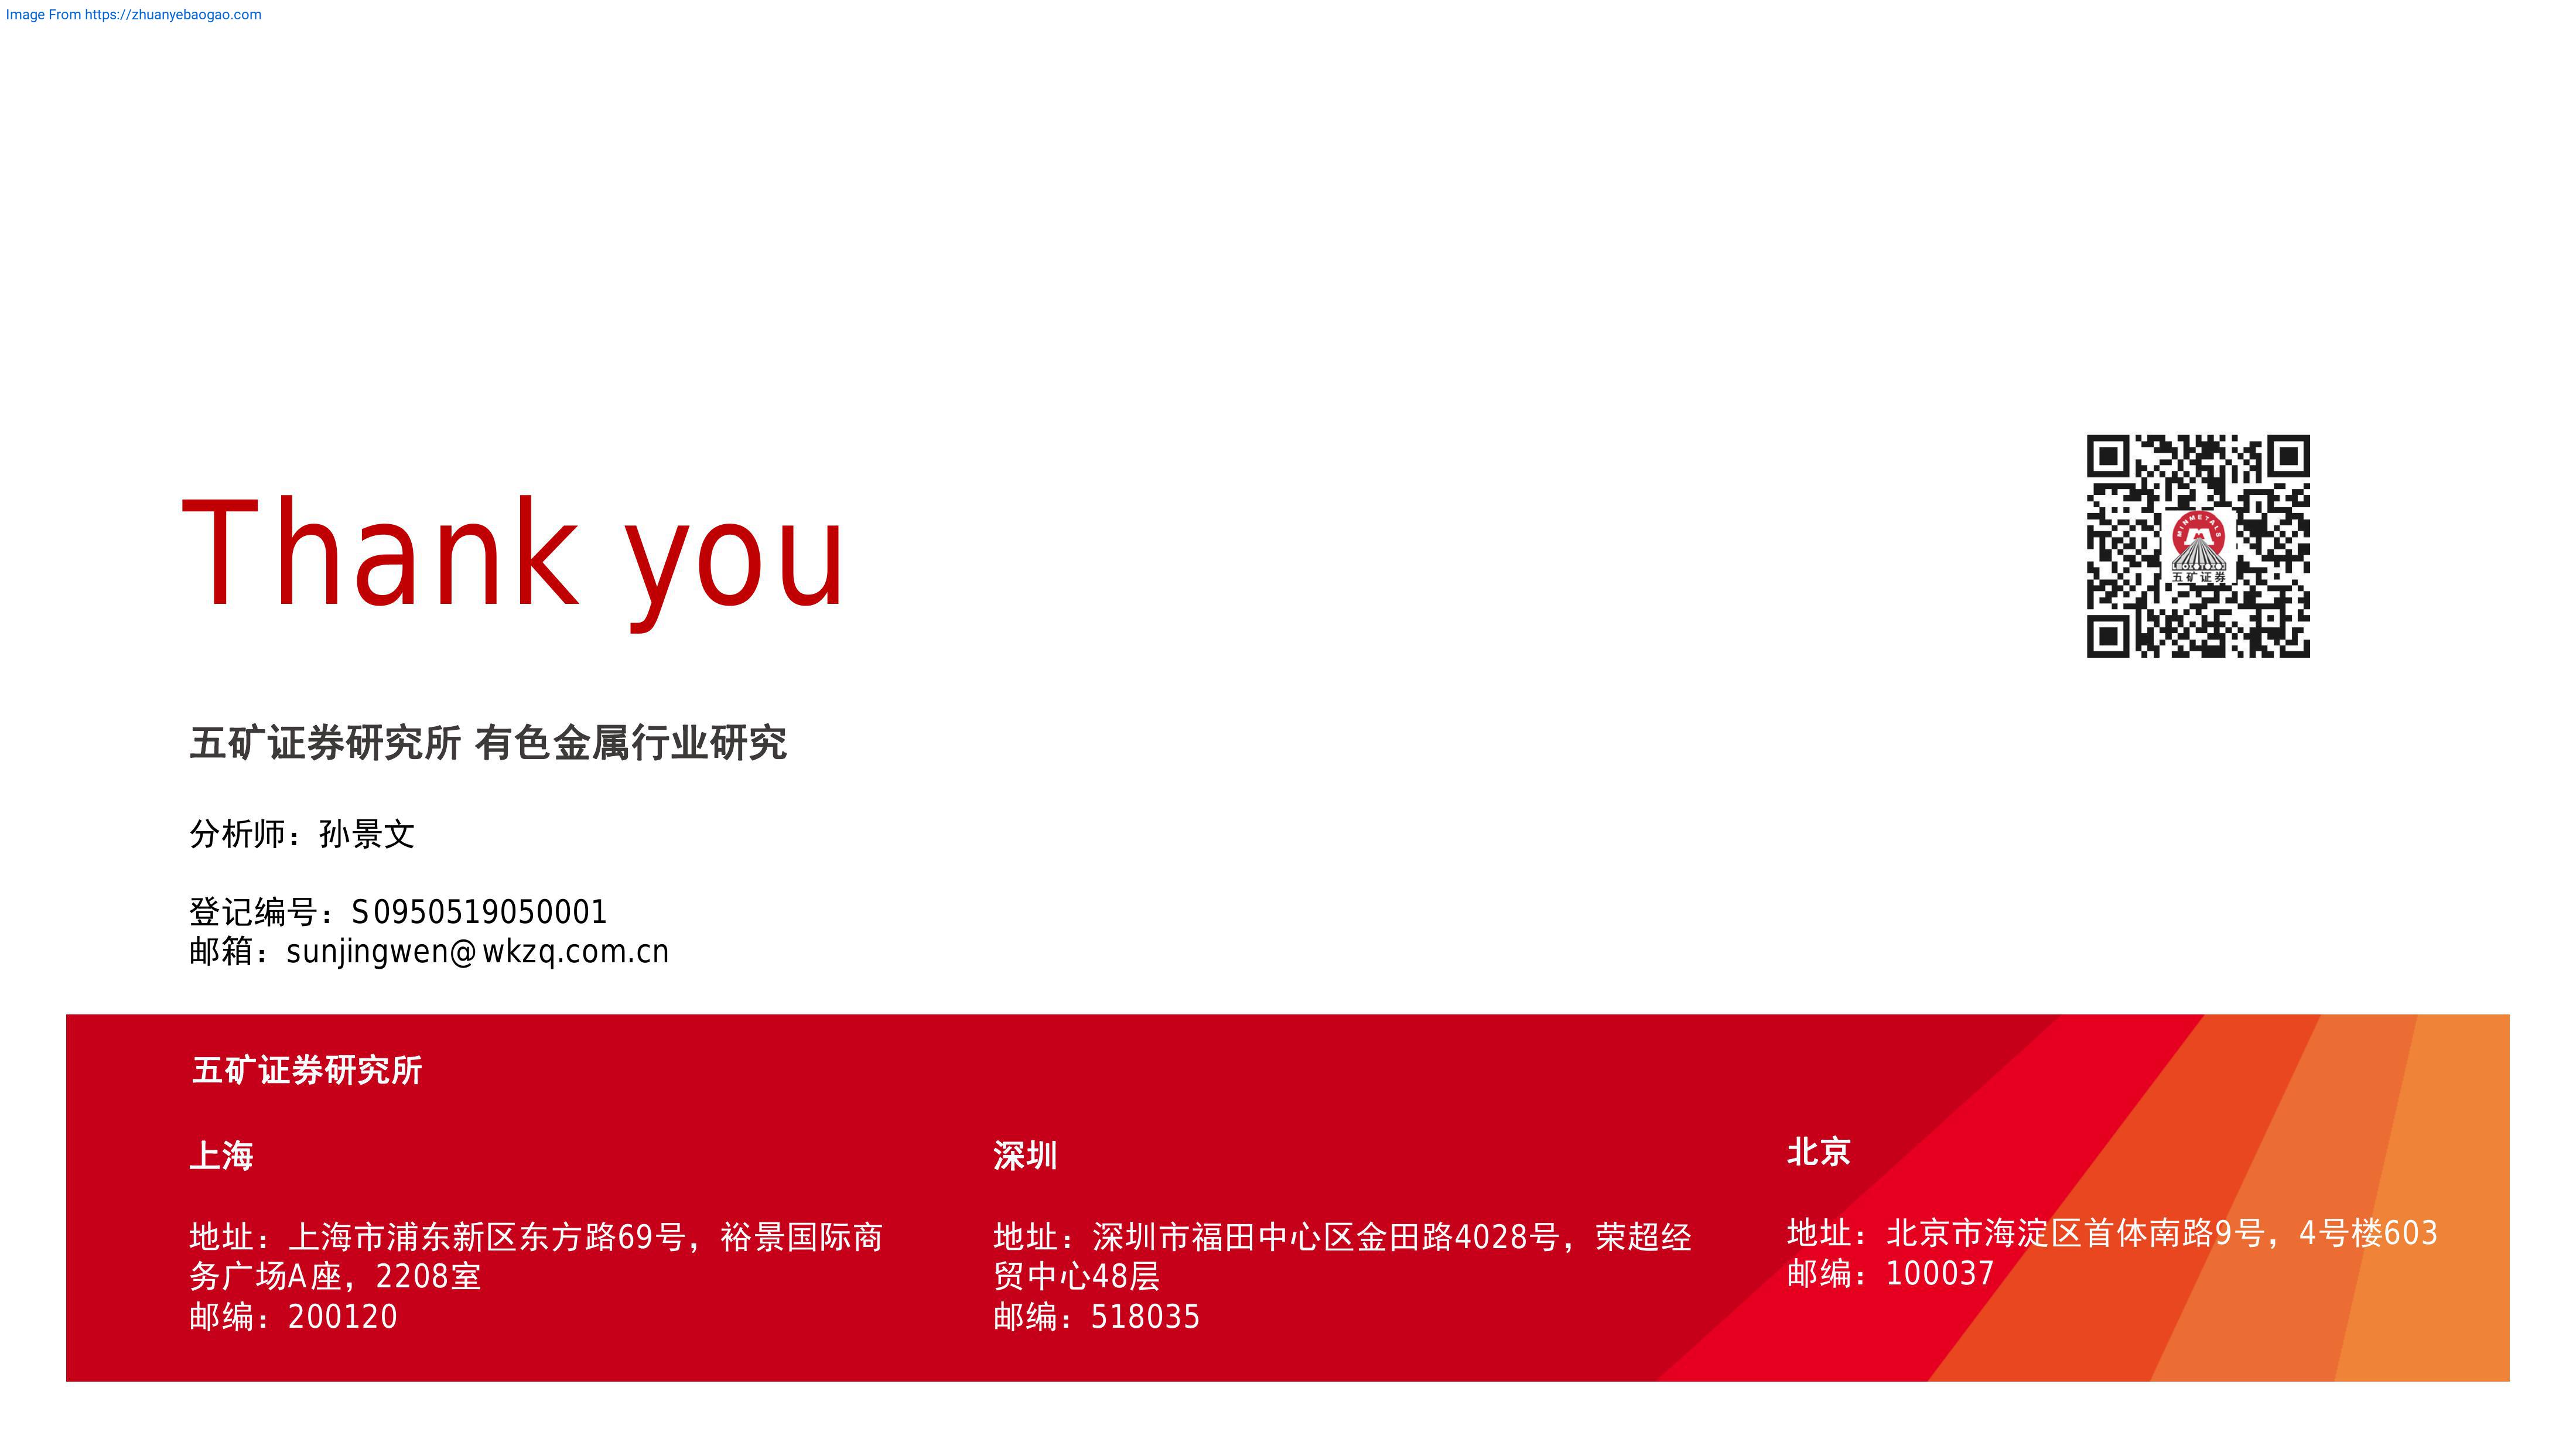 Image From https://zhuanyebaogao.com
Thank you
MINMETALS
五矿证券
五矿证券研究所 有色金属行业研究
分析师：孙景文
登记编号：S0950519050001
邮箱：sunjingwen@wkzq.com.cn
五矿证券研究所
上海
地址：上海市浦东新区东方路69号，裕景国际商
务广场A座，2208室
邮编：200120
深圳
地址：深圳市福田中心区金田路4028号，荣超经
贸中心48层
邮编：518035
北京
地址：北京市海淀区首体南路9号，4号楼603
邮编：100037